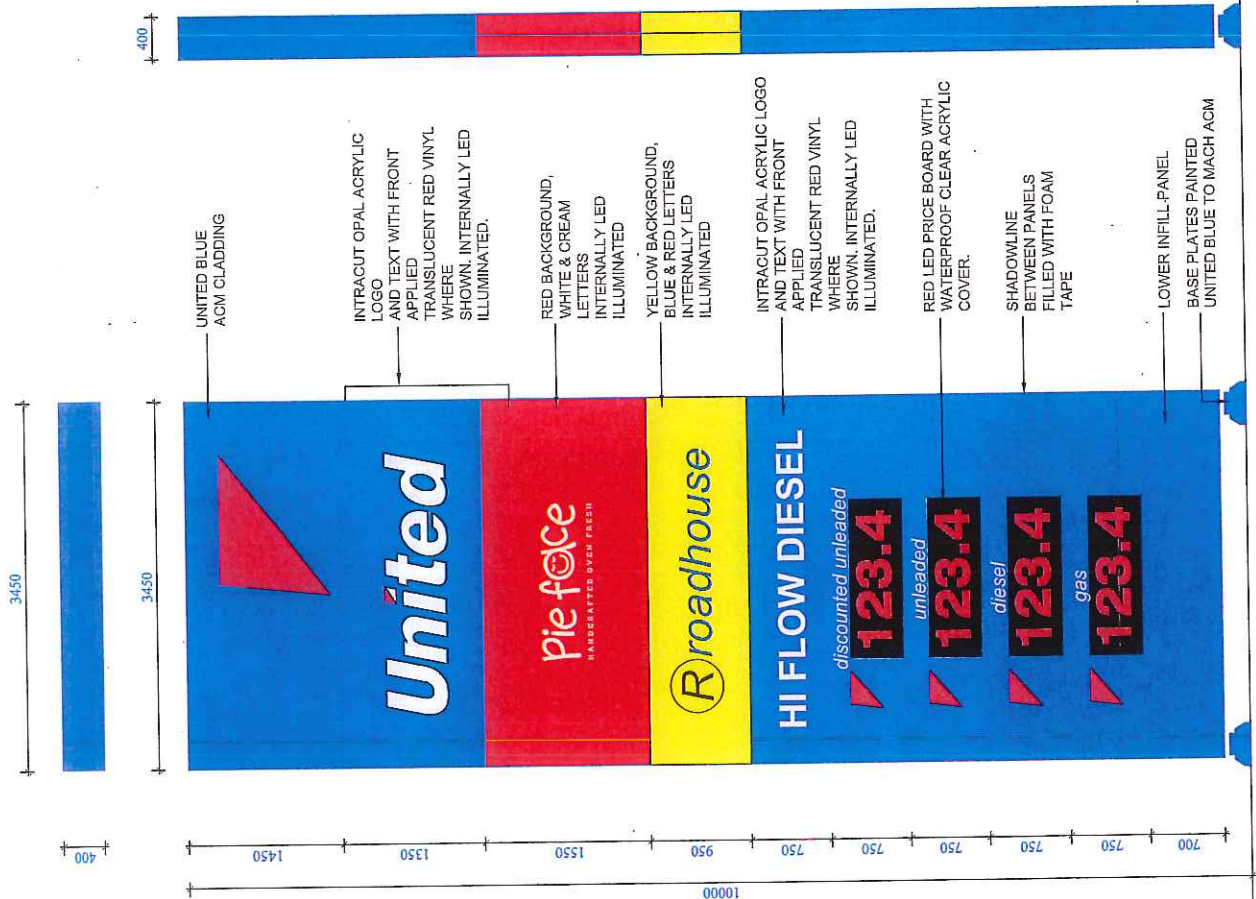 3450
400
3450
400
UNITED BLUE
ACM CLADDING
INTRACUT OPAL ACRYLIC
LOGO
AND TEXT WITH FRONT
APPLIED
TRANSLUCENT RED VINYL
WHERE
SHOWN. INTERNALLY LED
ILLUMINATED.
RED BACKGROUND,
WHITE & CREAM
LETTERS
INTERNALLY LED
ILLUMINATED
YELLOW BACKGROUND,
BLUE & RED LETTERS
INTERNALLY LED
ILLUMINATED
INTRACUT OPAL ACRYLIC LOGO
AND TEXT WITH FRONT
APPLIED
TRANSLUCENT RED VINYL
WHERE
SHOWN. INTERNALLY LED
ILLUMINATED.
RED LED PRICE BOARD WITH
WATERPROOF CLEAR ACRYLIC
COVER.
SHADOWLINE
BETWEEN PANELS
FILLED WITH FOAM
TAPE
LOWER INFILL PANEL
BASE PLATES PAINTED
UNITED BLUE TO MACH ACM
United
Pie face
HANDCRAFTED OVEN FRESH
R roadhouse
HI FLOW DIESEL
discounted unleaded
123.4
unleaded
123.4
diesel
123.4
gas
123.4
1450
1350
1550
950
750
750
750
750
750
700
10000